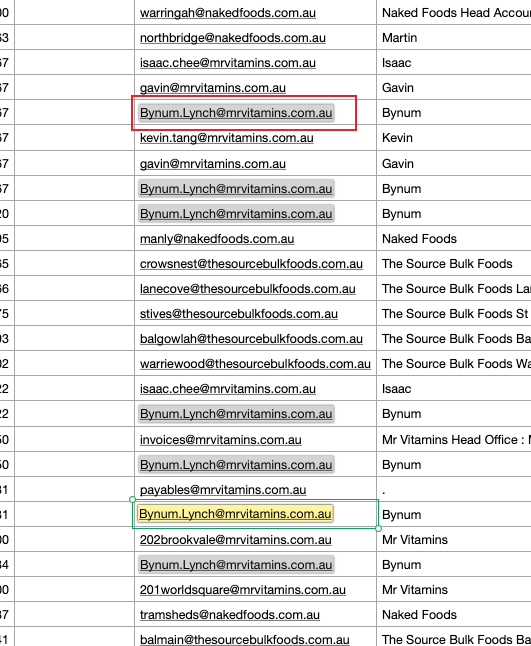 00 warringah@nakedfoods.com.au Naked Foods Head Accou
63 northbridge@nakedfoods.com.au Martin
67 isaac.chee@mrvitamins.com.au Isaac
67 gavin@mrvitamins.com.au Gavin
67 Bynum.Lynch@mrvitamins.com.au Bynum
67 kevin.tang@mrvitamins.com.au Kevin
67 gavin@mrvitamins.com.au Gavin
67 Bynum.Lynch@mrvitamins.com.au Bynum
20 Bynum.Lynch@mrvitamins.com.au Bynum
95 manly@nakedfoods.com.au Naked Foods
65 crowsnest@thesourcebulkfoods.com.au The Source Bulk Foods
66 lanecove@thesourcebulkfoods.com.au The Source Bulk Foods La
75 stives@thesourcebulkfoods.com.au The Source Bulk Foods St
93 balgowlah@thesourcebulkfoods.com.au The Source Bulk Foods Ba
02 warriewood@thesourcebulkfoods.com.au The Source Bulk Foods Wa
22 isaac.chee@mrvitamins.com.au Isaac
22 Bynum.Lynch@mrvitamins.com.au Bynum
50 invoices@mrvitamins.com.au Mr Vitamins Head Office :
50 Bynum.Lynch@mrvitamins.com.au Bynum
31 payables@mrvitamins.com.au .
31 Bynum.Lynch@mrvitamins.com.au Bynum
00 202brookvale@mrvitamins.com.au Mr Vitamins
34 Bynum.Lynch@mrvitamins.com.au Bynum
00 201worldsquare@mrvitamins.com.au Mr Vitamins
37 tramsheds@nakedfoods.com.au Naked Foods
41 balmain@thesourcebulkfoods.com.au The Source Bulk Foods Ba